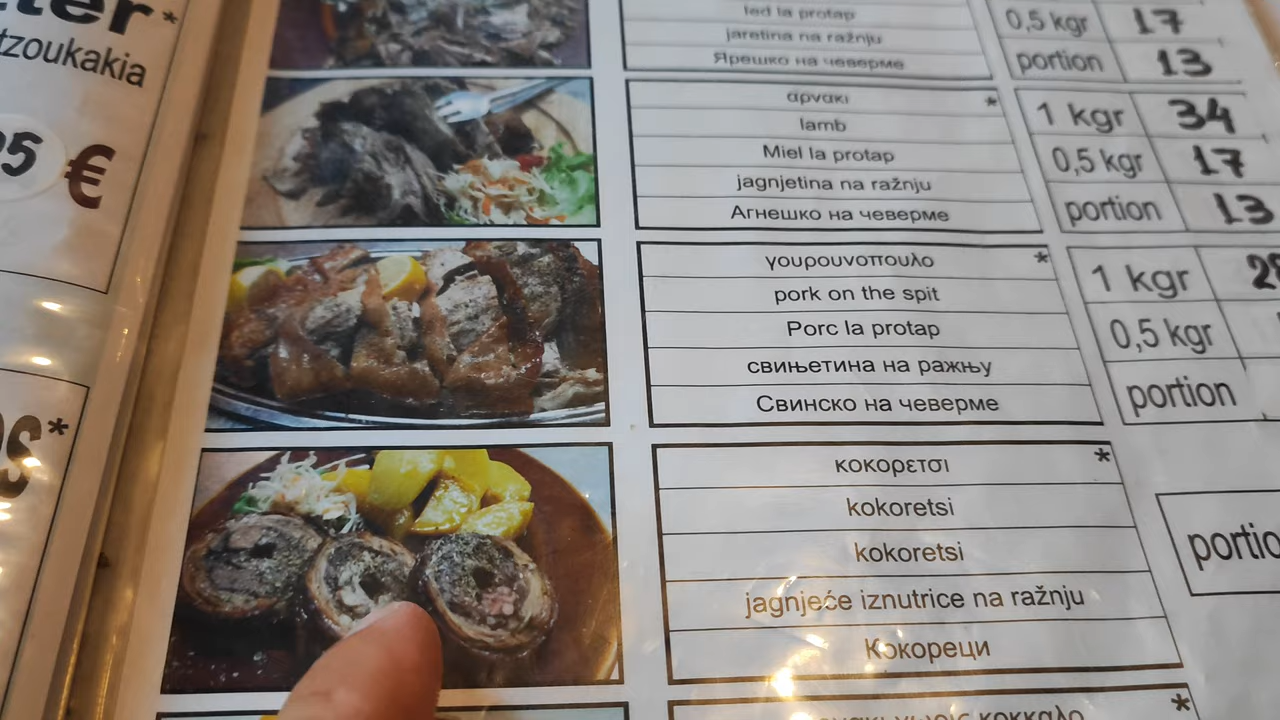 tzoukakia
5 €
s*
ied la protap
jaretina na ražnju
Ярешко на чеверме
0,5 kgr 17
portion 13
αρνακι *
lamb
Miel la protap
jagnjetina na ražnju
Агнешко на чеверме
1 kgr 34
0,5 kgr 17
portion 13
γουρουνοπουλο *
pork on the spit
Porc la protap
свињетина на ражњу
Свинско на чеверме
1 kgr
0,5 kgr
portion
κοκορετσι *
kokoretsi
kokoretsi
jagnjeće iznutrice na ražnju
Кокореци
portio
χωρις κοκκαλο *